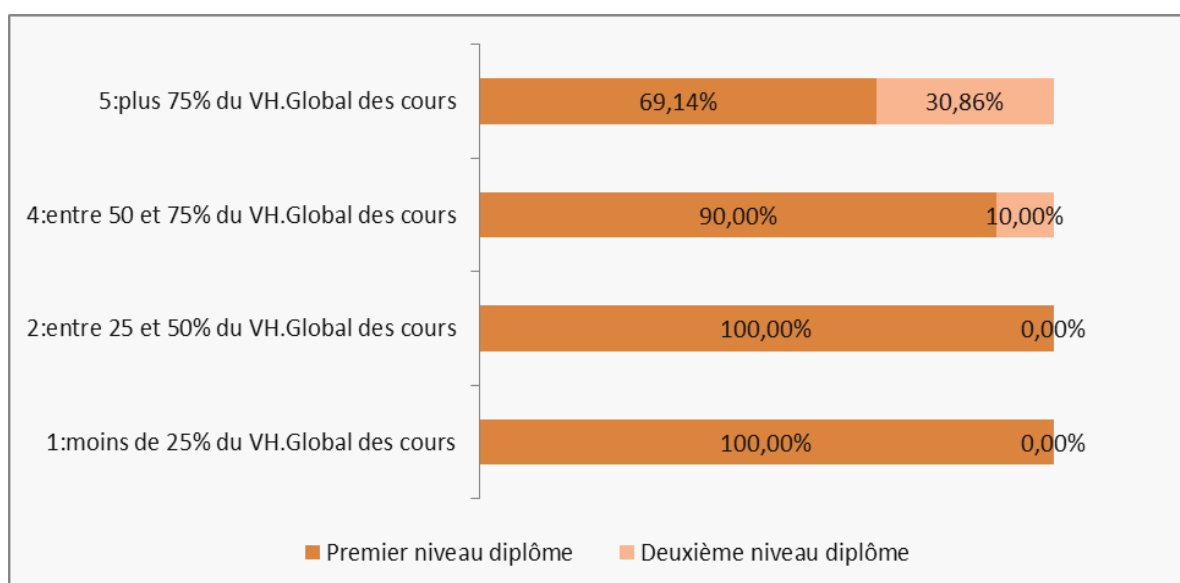 5:plus 75% du VH.Global des cours
69,14%
30,86%
4:entre 50 et 75% du VH.Global des cours
90,00%
10,00%
2:entre 25 et 50% du VH.Global des cours
100,00%
0,00%
1:moins de 25% du VH.Global des cours
100,00%
0,00%
Premier niveau diplôme
Deuxième niveau diplôme